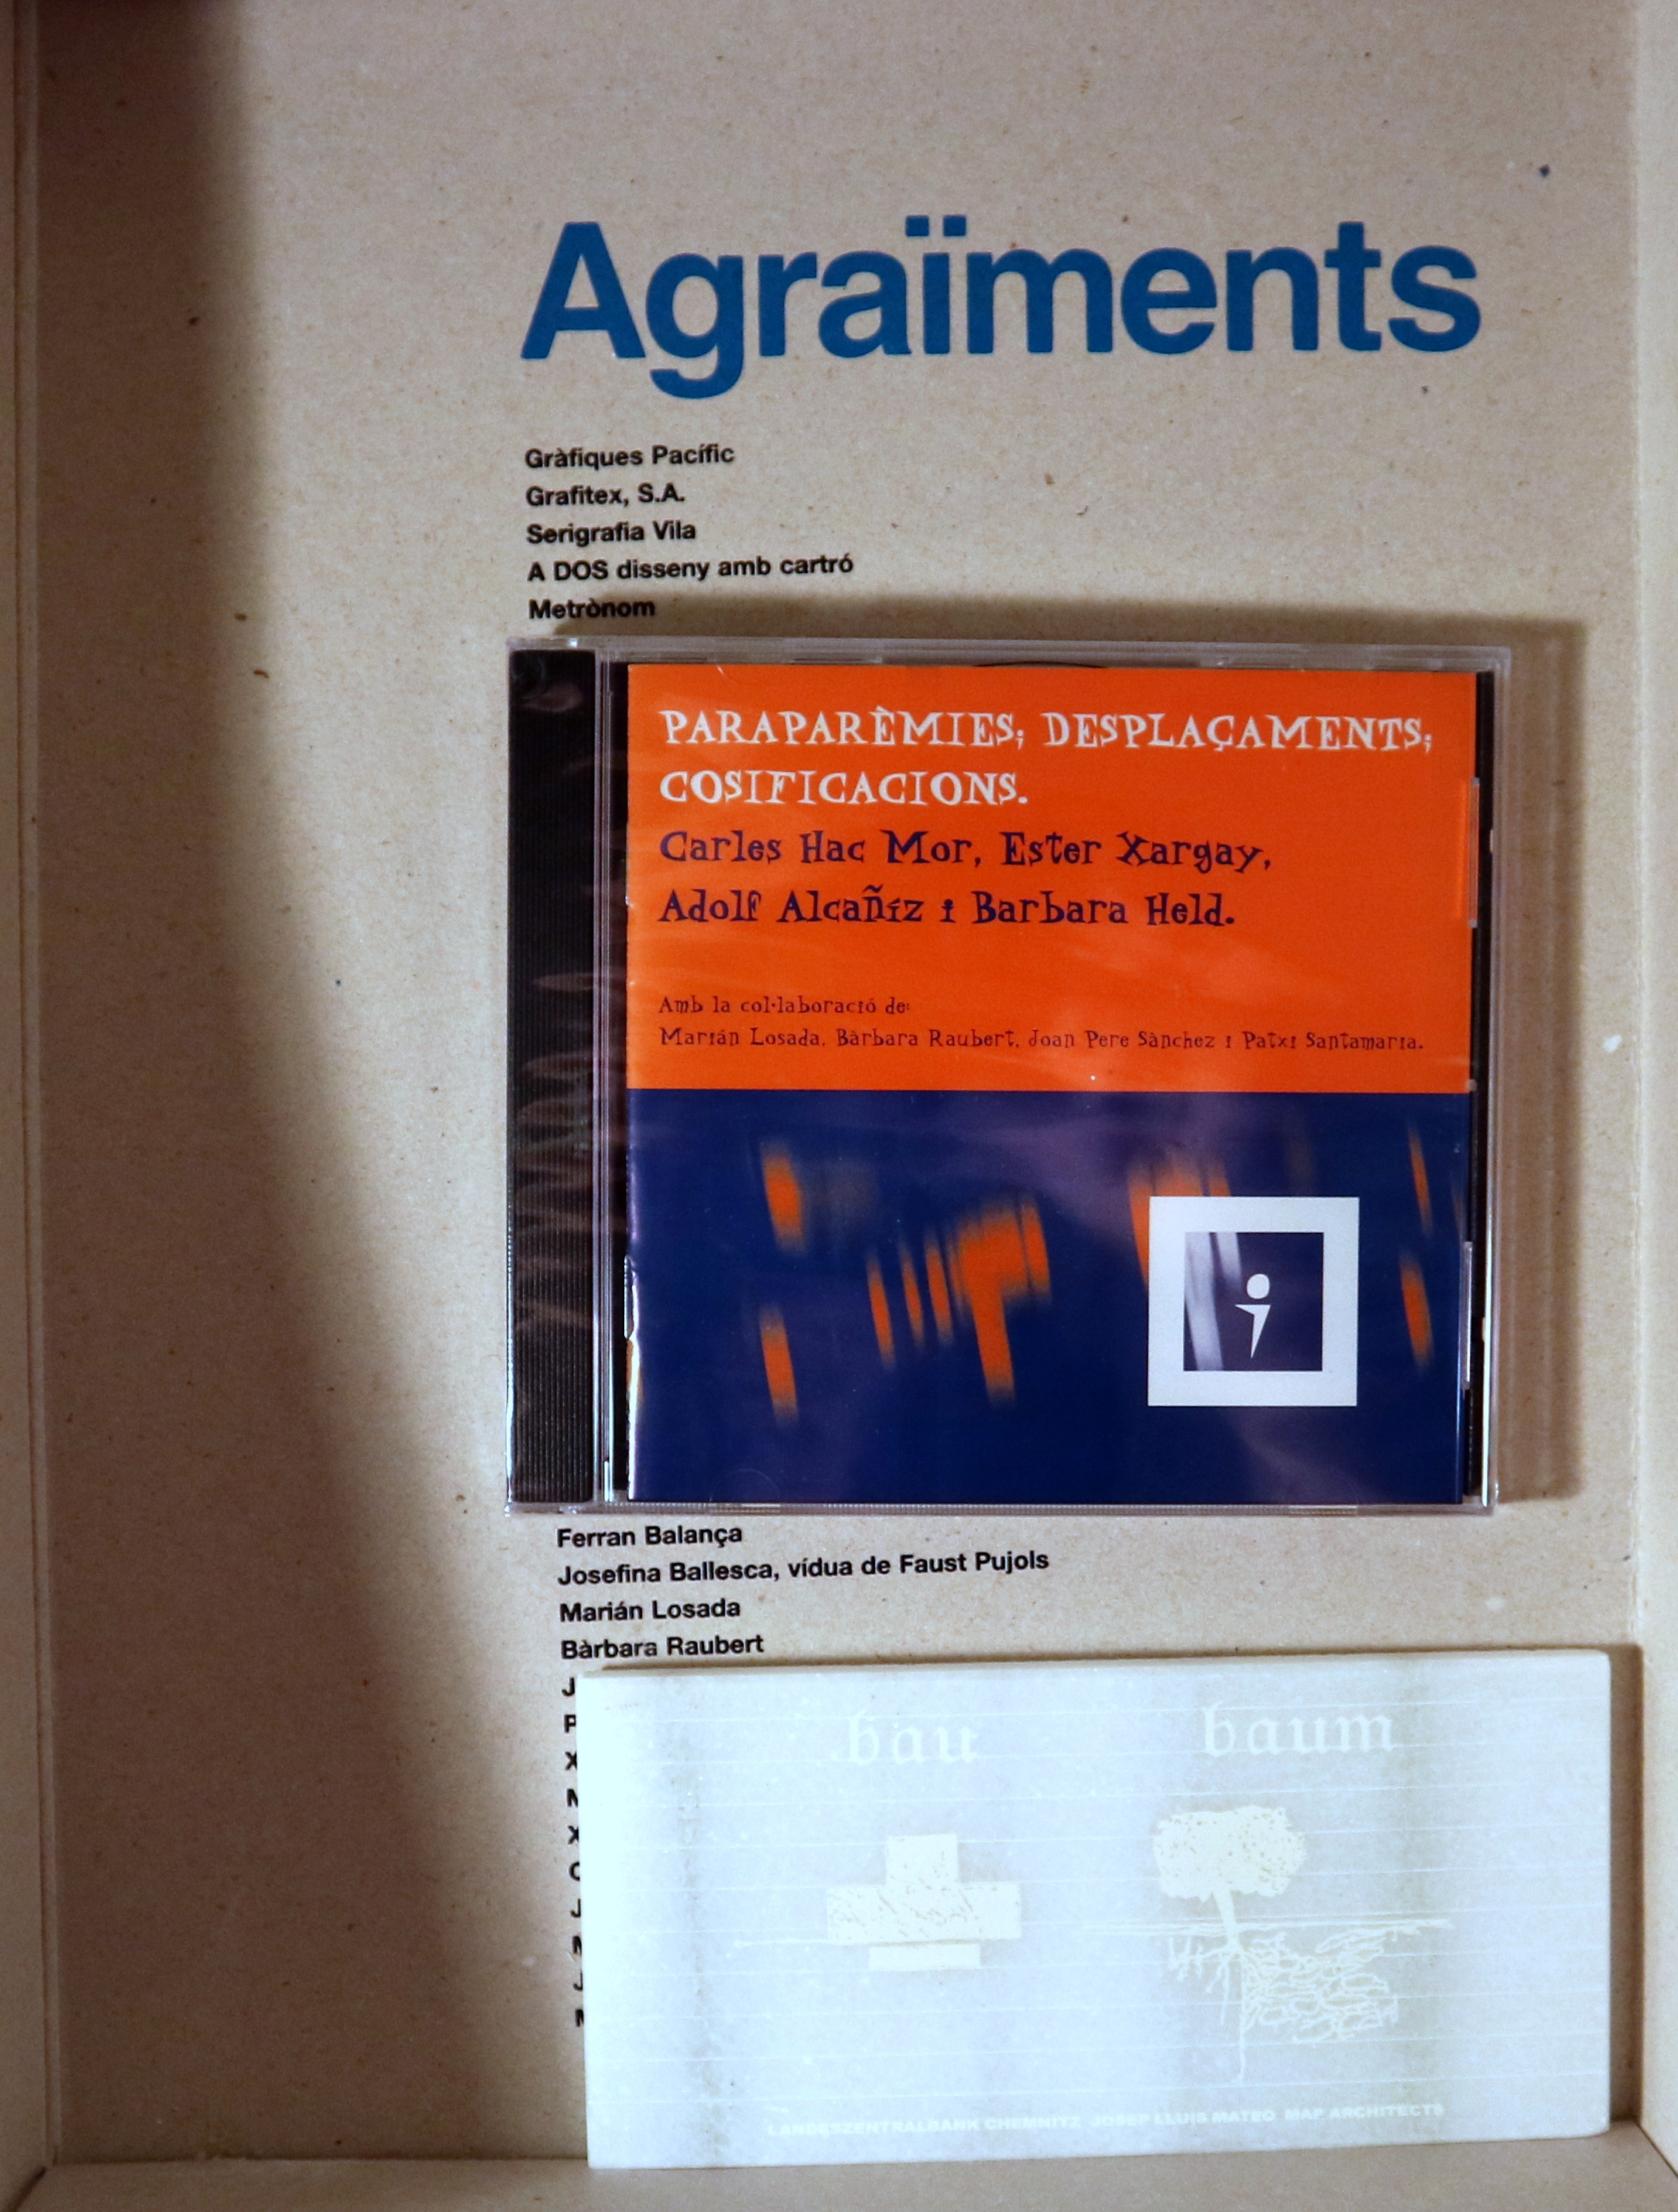 Agraïments
Gràfiques Pacífic
Grafitex, S.A.
Serigrafia Vila
A DOS disseny amb cartró
Metrònom
PARAPARÈMIES; DESPLAÇAMENTS;
COSIFICACIONS.
Carles Hac Mor, Ester Xargay,
Adolf Alcañiz i Barbara Held.
Amb la col·laboració de:
Marián Losada, Bàrbara Raubert, Joan Pere Sànchez i Patxi Santamaria.
Ferran Balança
Josefina Ballesca, vídua de Faust Pujols
Marián Losada
Bàrbara Raubert
J
P
X
M
X
C
J
M
J
M
bau baum
LANDESZENTRALBANK CHEMNITZ JOSEP LLUIS MATEO MAP ARCHITECTS